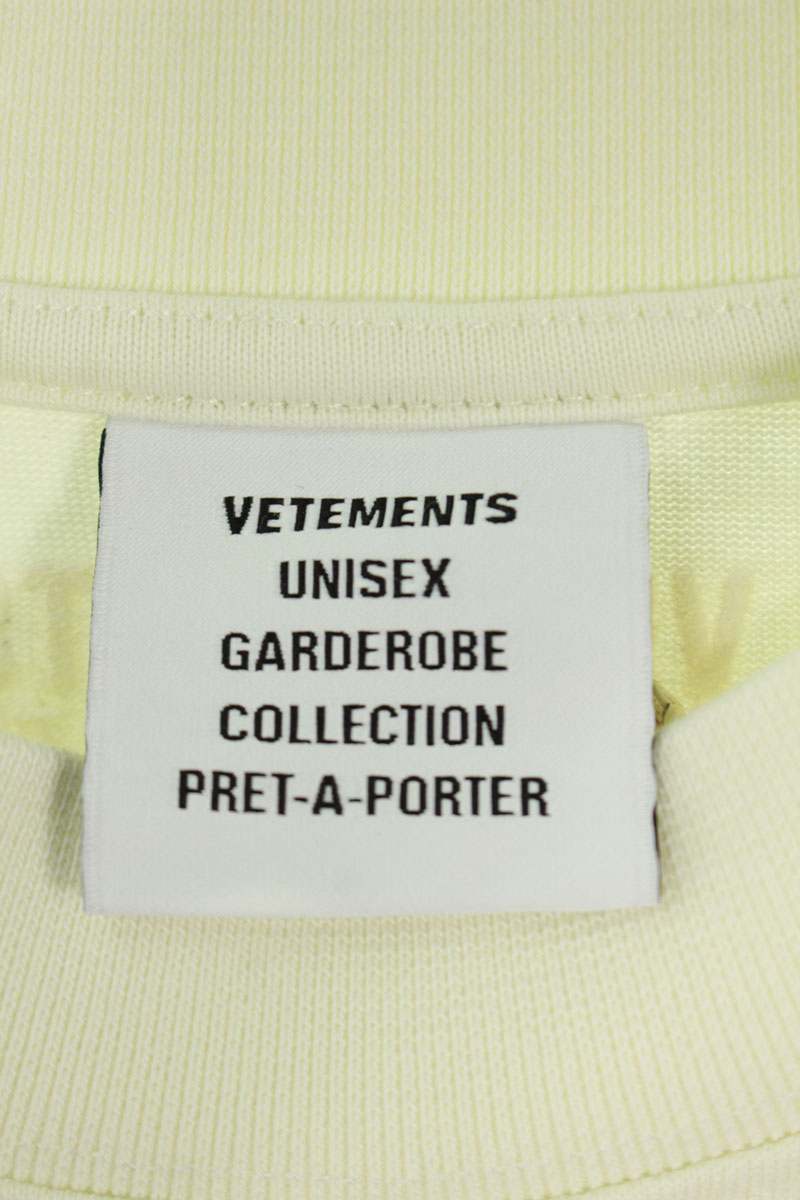 VETEMENTS
UNISEX
GARDEROBE
COLLECTION
PRET-A-PORTER